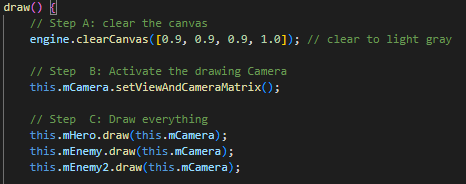 draw() {
// Step A: clear the canvas
engine.clearCanvas([0.9, 0.9, 0.9, 1.0]); // clear to light gray
// Step  B: Activate the drawing Camera
this.mCamera.setViewAndCameraMatrix();
// Step  C: Draw everything
this.mHero.draw(this.mCamera);
this.mEnemy.draw(this.mCamera);
this.mEnemy2.draw(this.mCamera);